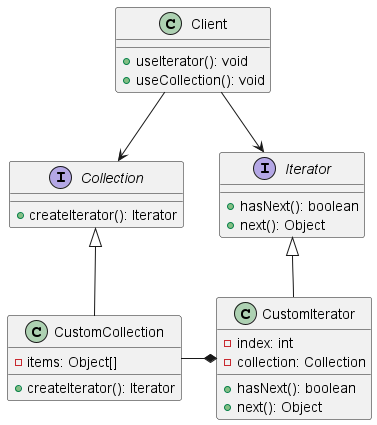 C Client
useIterator(): void
useCollection(): void
I Collection
createIterator(): Iterator
I Iterator
hasNext(): boolean
next(): Object
C CustomCollection
items: Object[]
createIterator(): Iterator
C CustomIterator
index: int
collection: Collection
hasNext(): boolean
next(): Object